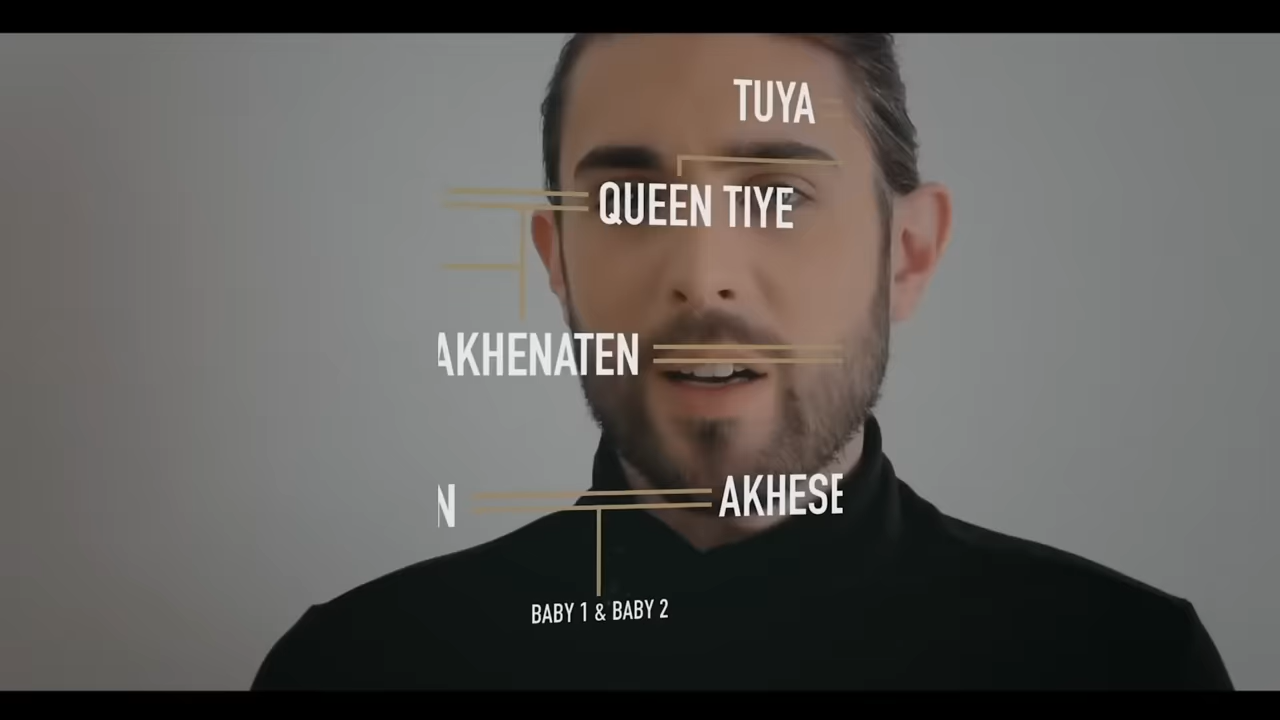 TUYA
QUEEN TIYE
AKHENATEN
N
AKHESE
BABY 1 & BABY 2